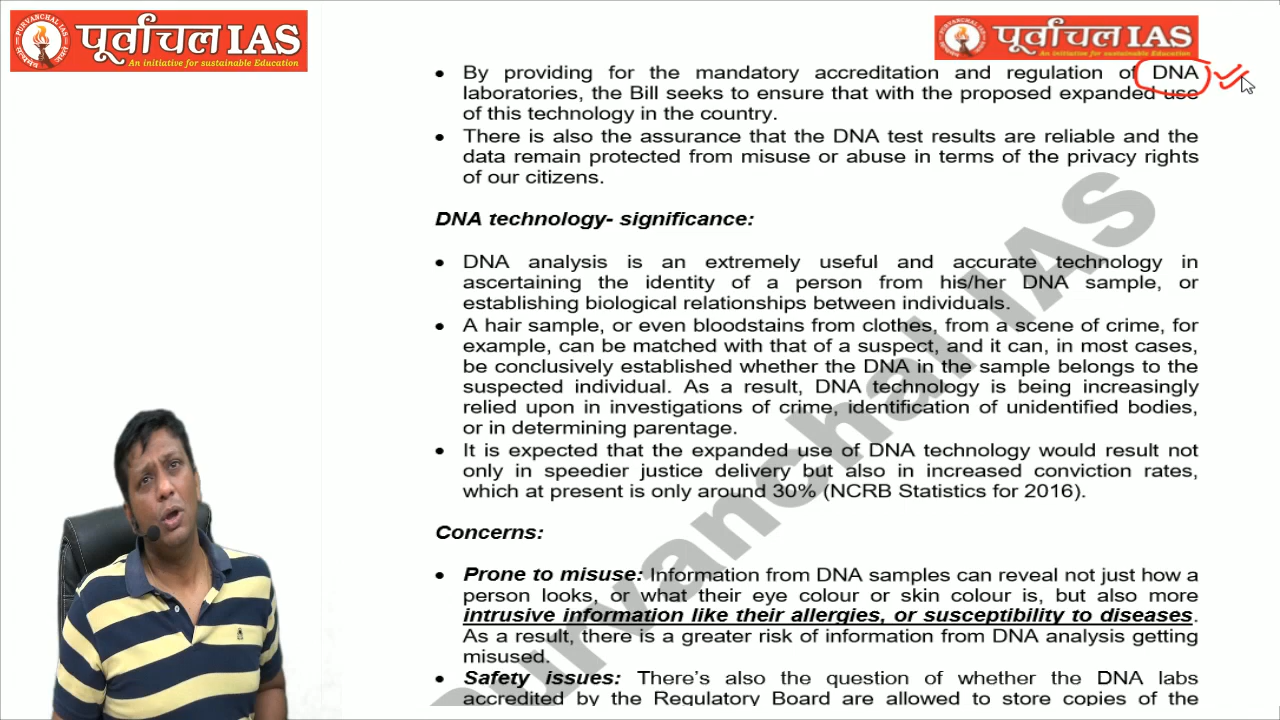 पूर्वांचल IAS
An initiative for sustainable Education
पूर्वांचल IAS
An initiative for sustainable Education
• By providing for the mandatory accreditation and regulation of DNA
laboratories, the Bill seeks to ensure that with the proposed expanded use
of this technology in the country.
• There is also the assurance that the DNA test results are reliable and the
data remain protected from misuse or abuse in terms of the privacy rights
of our citizens.
DNA technology- significance:
• DNA analysis is an extremely useful and accurate technology in
ascertaining the identity of a person from his/her DNA sample, or
establishing biological relationships between individuals.
• A hair sample, or even bloodstains from clothes, from a scene of crime, for
example, can be matched with that of a suspect, and it can, in most cases,
be conclusively established whether the DNA in the sample belongs to the
suspected individual. As a result, DNA technology is being increasingly
relied upon in investigations of crime, identification of unidentified bodies,
or in determining parentage.
• It is expected that the expanded use of DNA technology would result not
only in speedier justice delivery but also in increased conviction rates,
which at present is only around 30% (NCRB Statistics for 2016).
Concerns:
• Prone to misuse: Information from DNA samples can reveal not just how a
person looks, or what their eye colour or skin colour is, but also more
intrusive information like their allergies, or susceptibility to diseases.
As a result, there is a greater risk of information from DNA analysis getting
misused.
• Safety issues: There's also the question of whether the DNA labs
accredited by the Regulatory Board are allowed to store copies of the
Purvanchal IAS